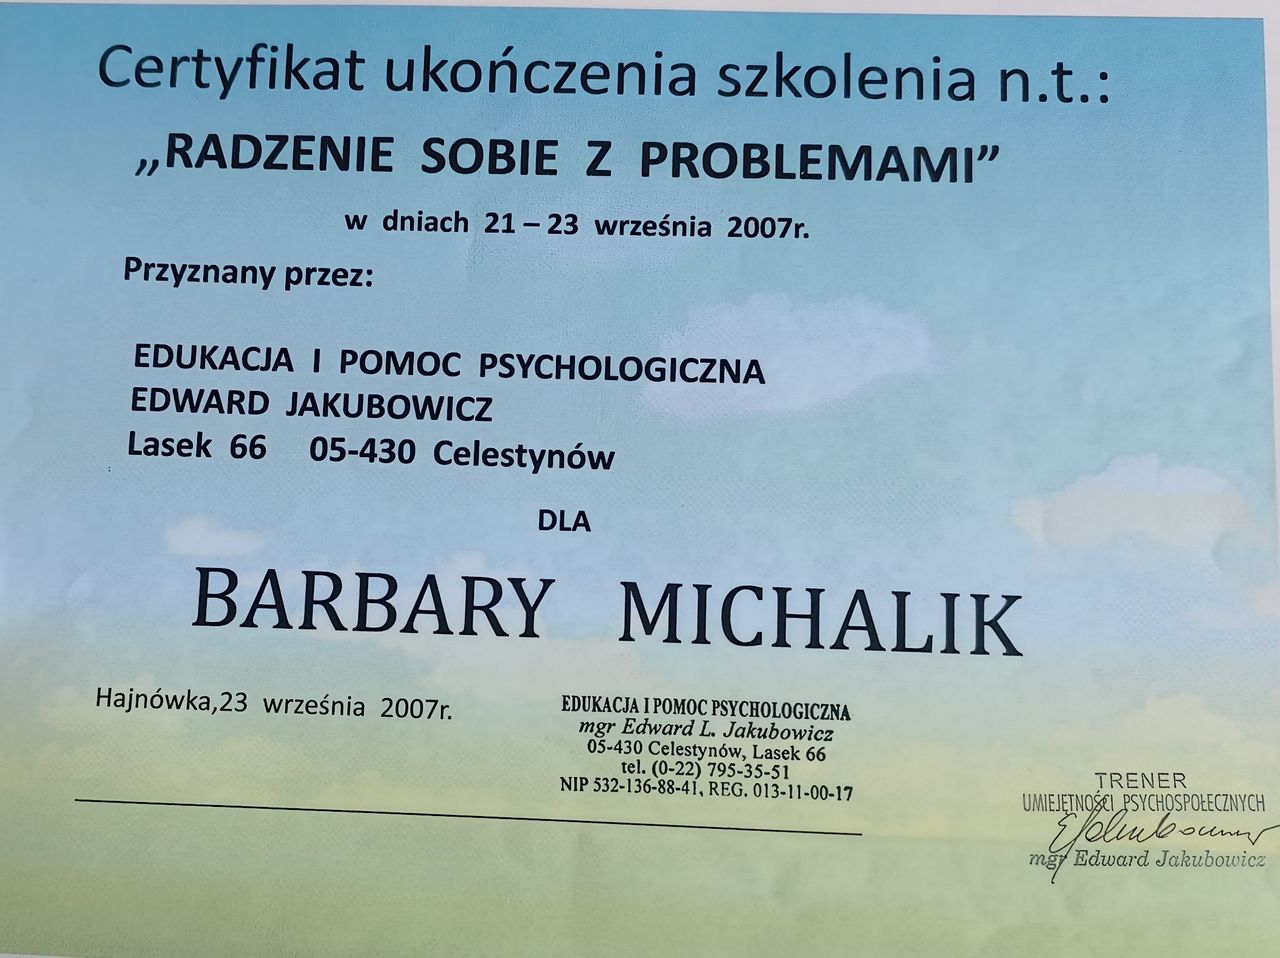 Certyfikat ukończenia szkolenia n.t.:
„RADZENIE SOBIE Z PROBLEMAMI”
w dniach 21 – 23 września 2007r.
Przyznany przez:
EDUKACJA I POMOC PSYCHOLOGICZNA
EDWARD JAKUBOWICZ
Lasek 66 05-430 Celestynów
DLA
BARBARY MICHALIK
Hajnówka,23 września 2007r.
EDUKACJA I POMOC PSYCHOLOGICZNA
mgr Edward L. Jakubowicz
05-430 Celestynów, Lasek 66
tel. (0-22) 795-35-51
NIP 532-136-88-41, REG. 013-11-00-17
TRENER
UMIEJĘTNOŚCI PSYCHOSPOŁECZNYCH
mgr Edward Jakubowicz